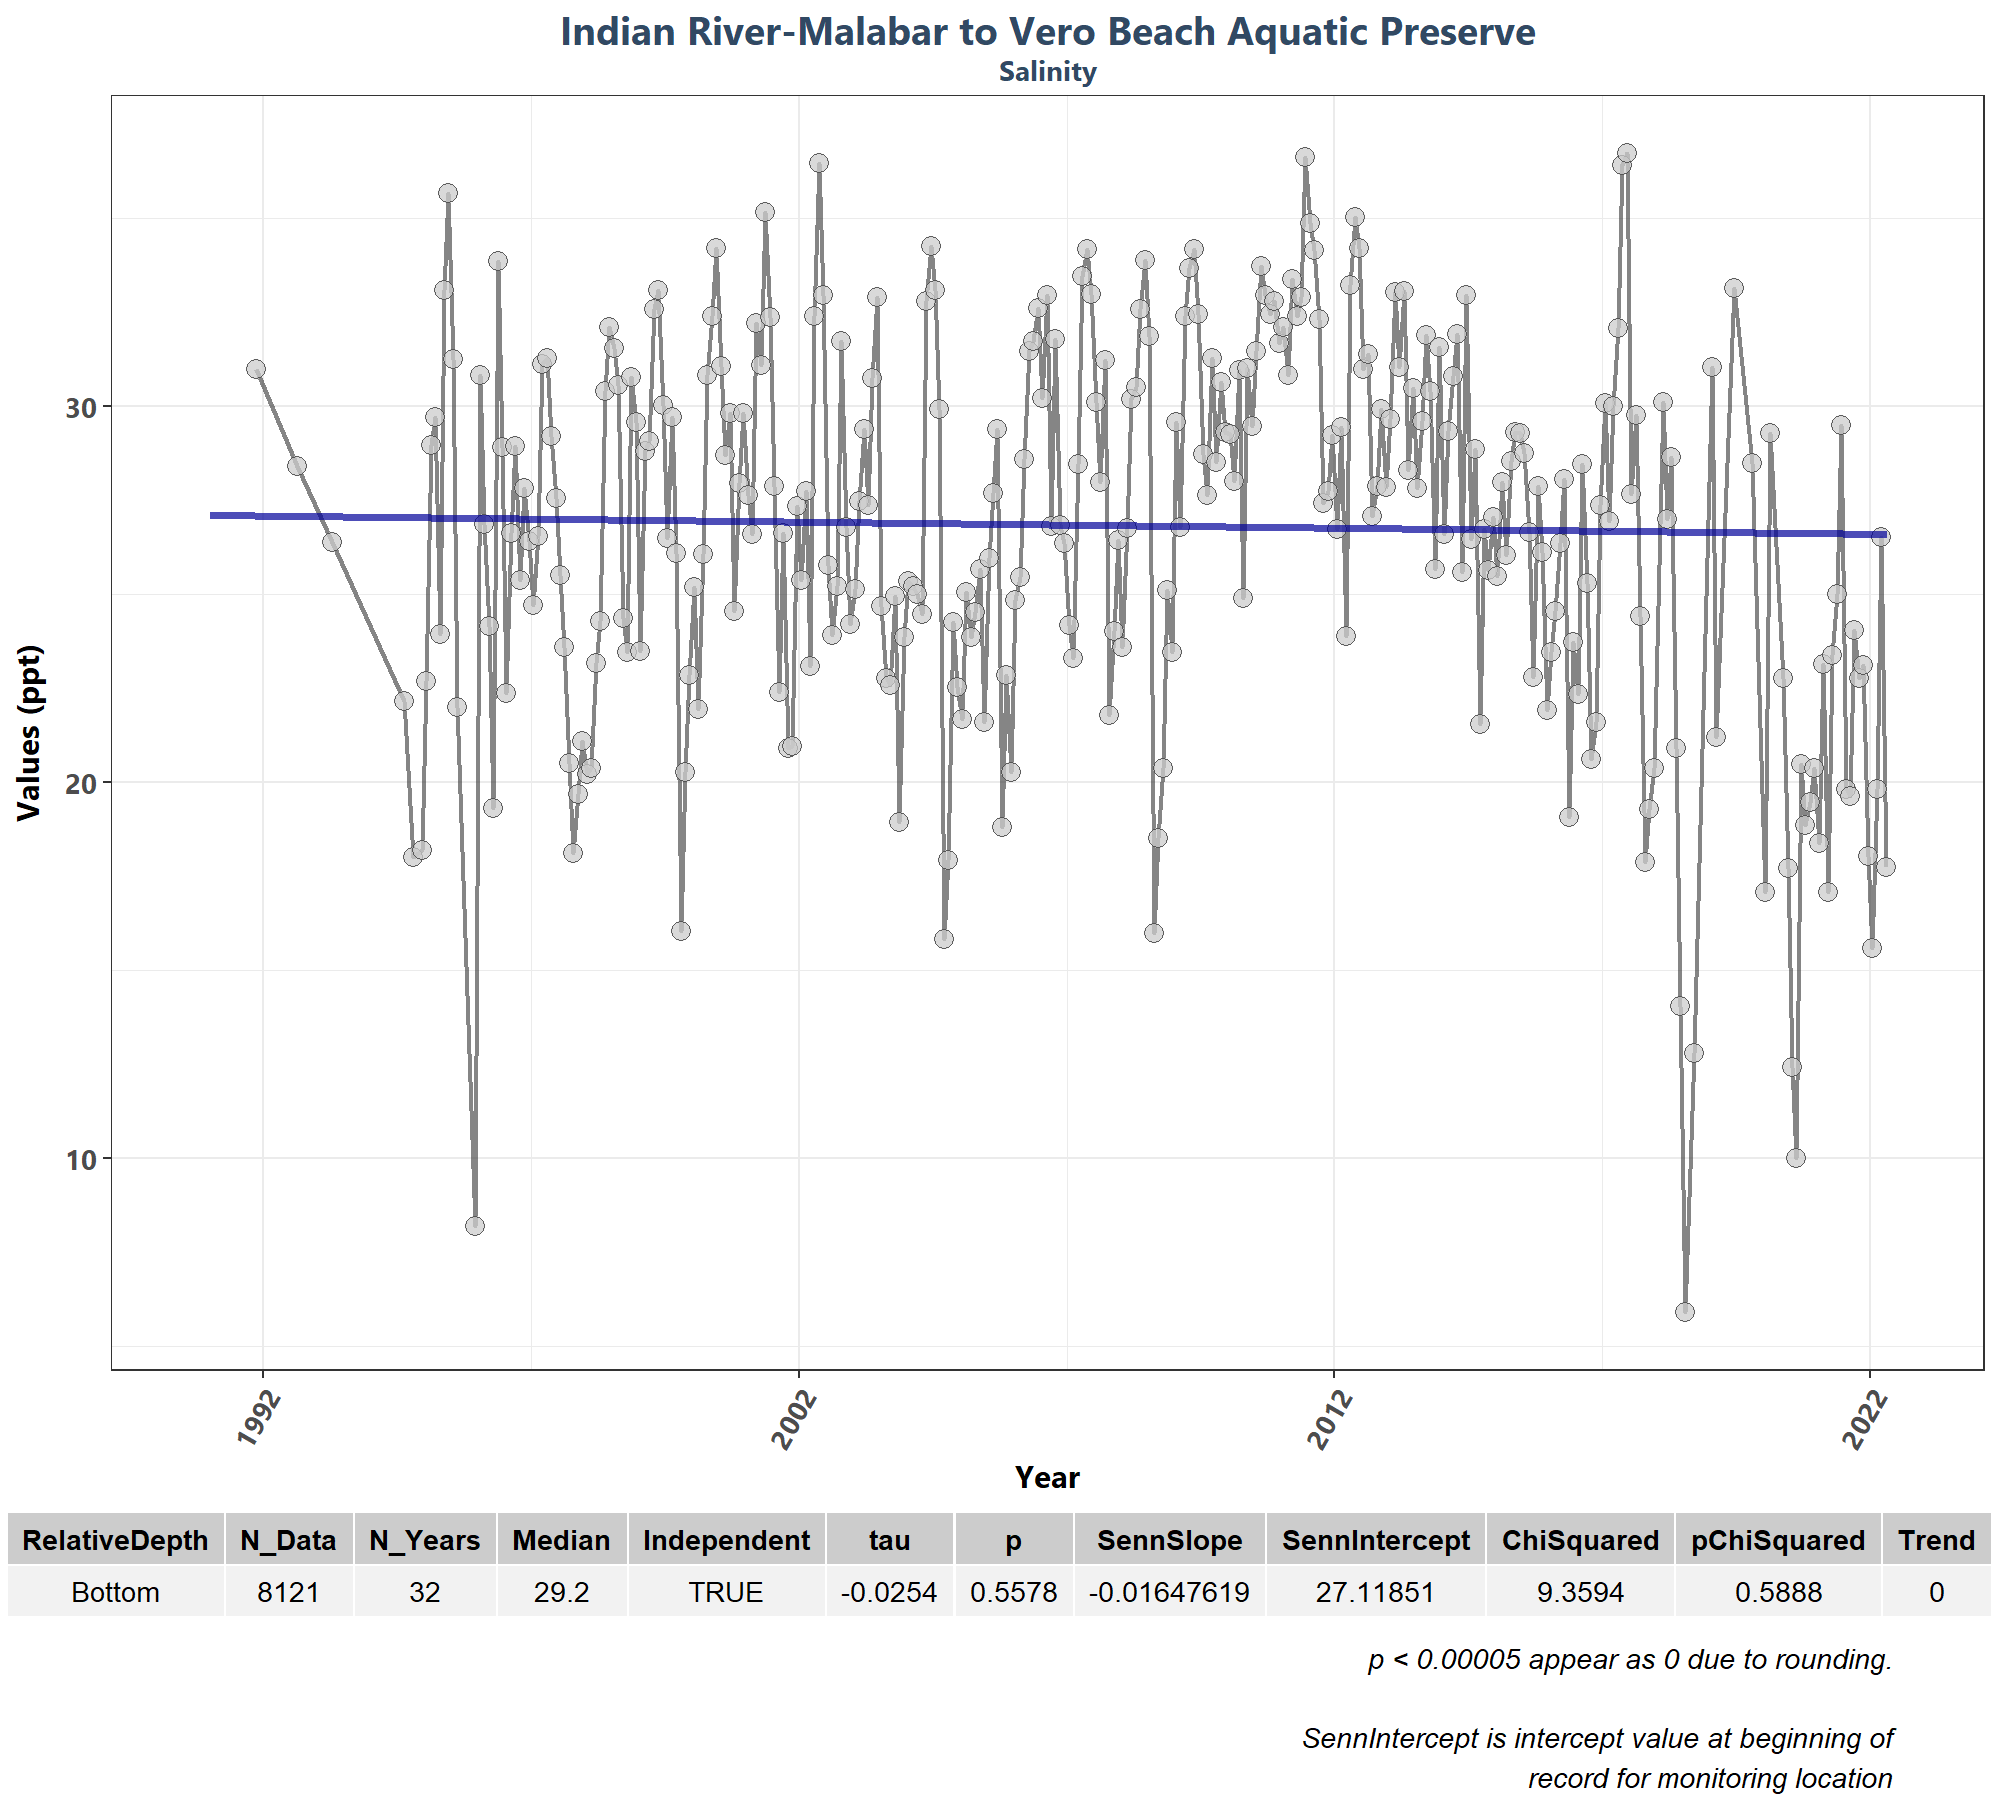 Indian River-Malabar to Vero Beach Aquatic Preserve
Salinity
Values (ppt)
30
20
10
1992
2002
2012
2022
Year
RelativeDepth N_Data N_Years Median Independent tau p SennSlope SennIntercept ChiSquared pChiSquared Trend
Bottom 8121 32 29.2 TRUE -0.0254 0.5578 -0.01647619 27.11851 9.3594 0.5888 0
p < 0.00005 appear as 0 due to rounding.
SennIntercept is intercept value at beginning of
record for monitoring location